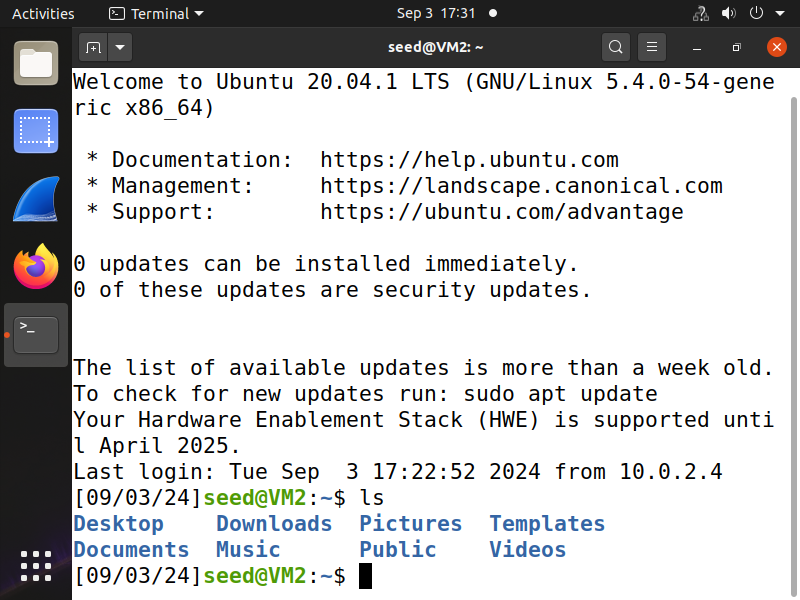 Activities Terminal Sep 3 17:31
seed@VM2: ~
Welcome to Ubuntu 20.04.1 LTS (GNU/Linux 5.4.0-54-gene
ric x86_64)
* Documentation: https://help.ubuntu.com
* Management: https://landscape.canonical.com
* Support: https://ubuntu.com/advantage
0 updates can be installed immediately.
0 of these updates are security updates.
The list of available updates is more than a week old.
To check for new updates run: sudo apt update
Your Hardware Enablement Stack (HWE) is supported unti
l April 2025.
Last login: Tue Sep  3 17:22:52 2024 from 10.0.2.4
[09/03/24]seed@VM2:~$ ls
Desktop Downloads Pictures Templates
Documents Music Public Videos
[09/03/24]seed@VM2:~$